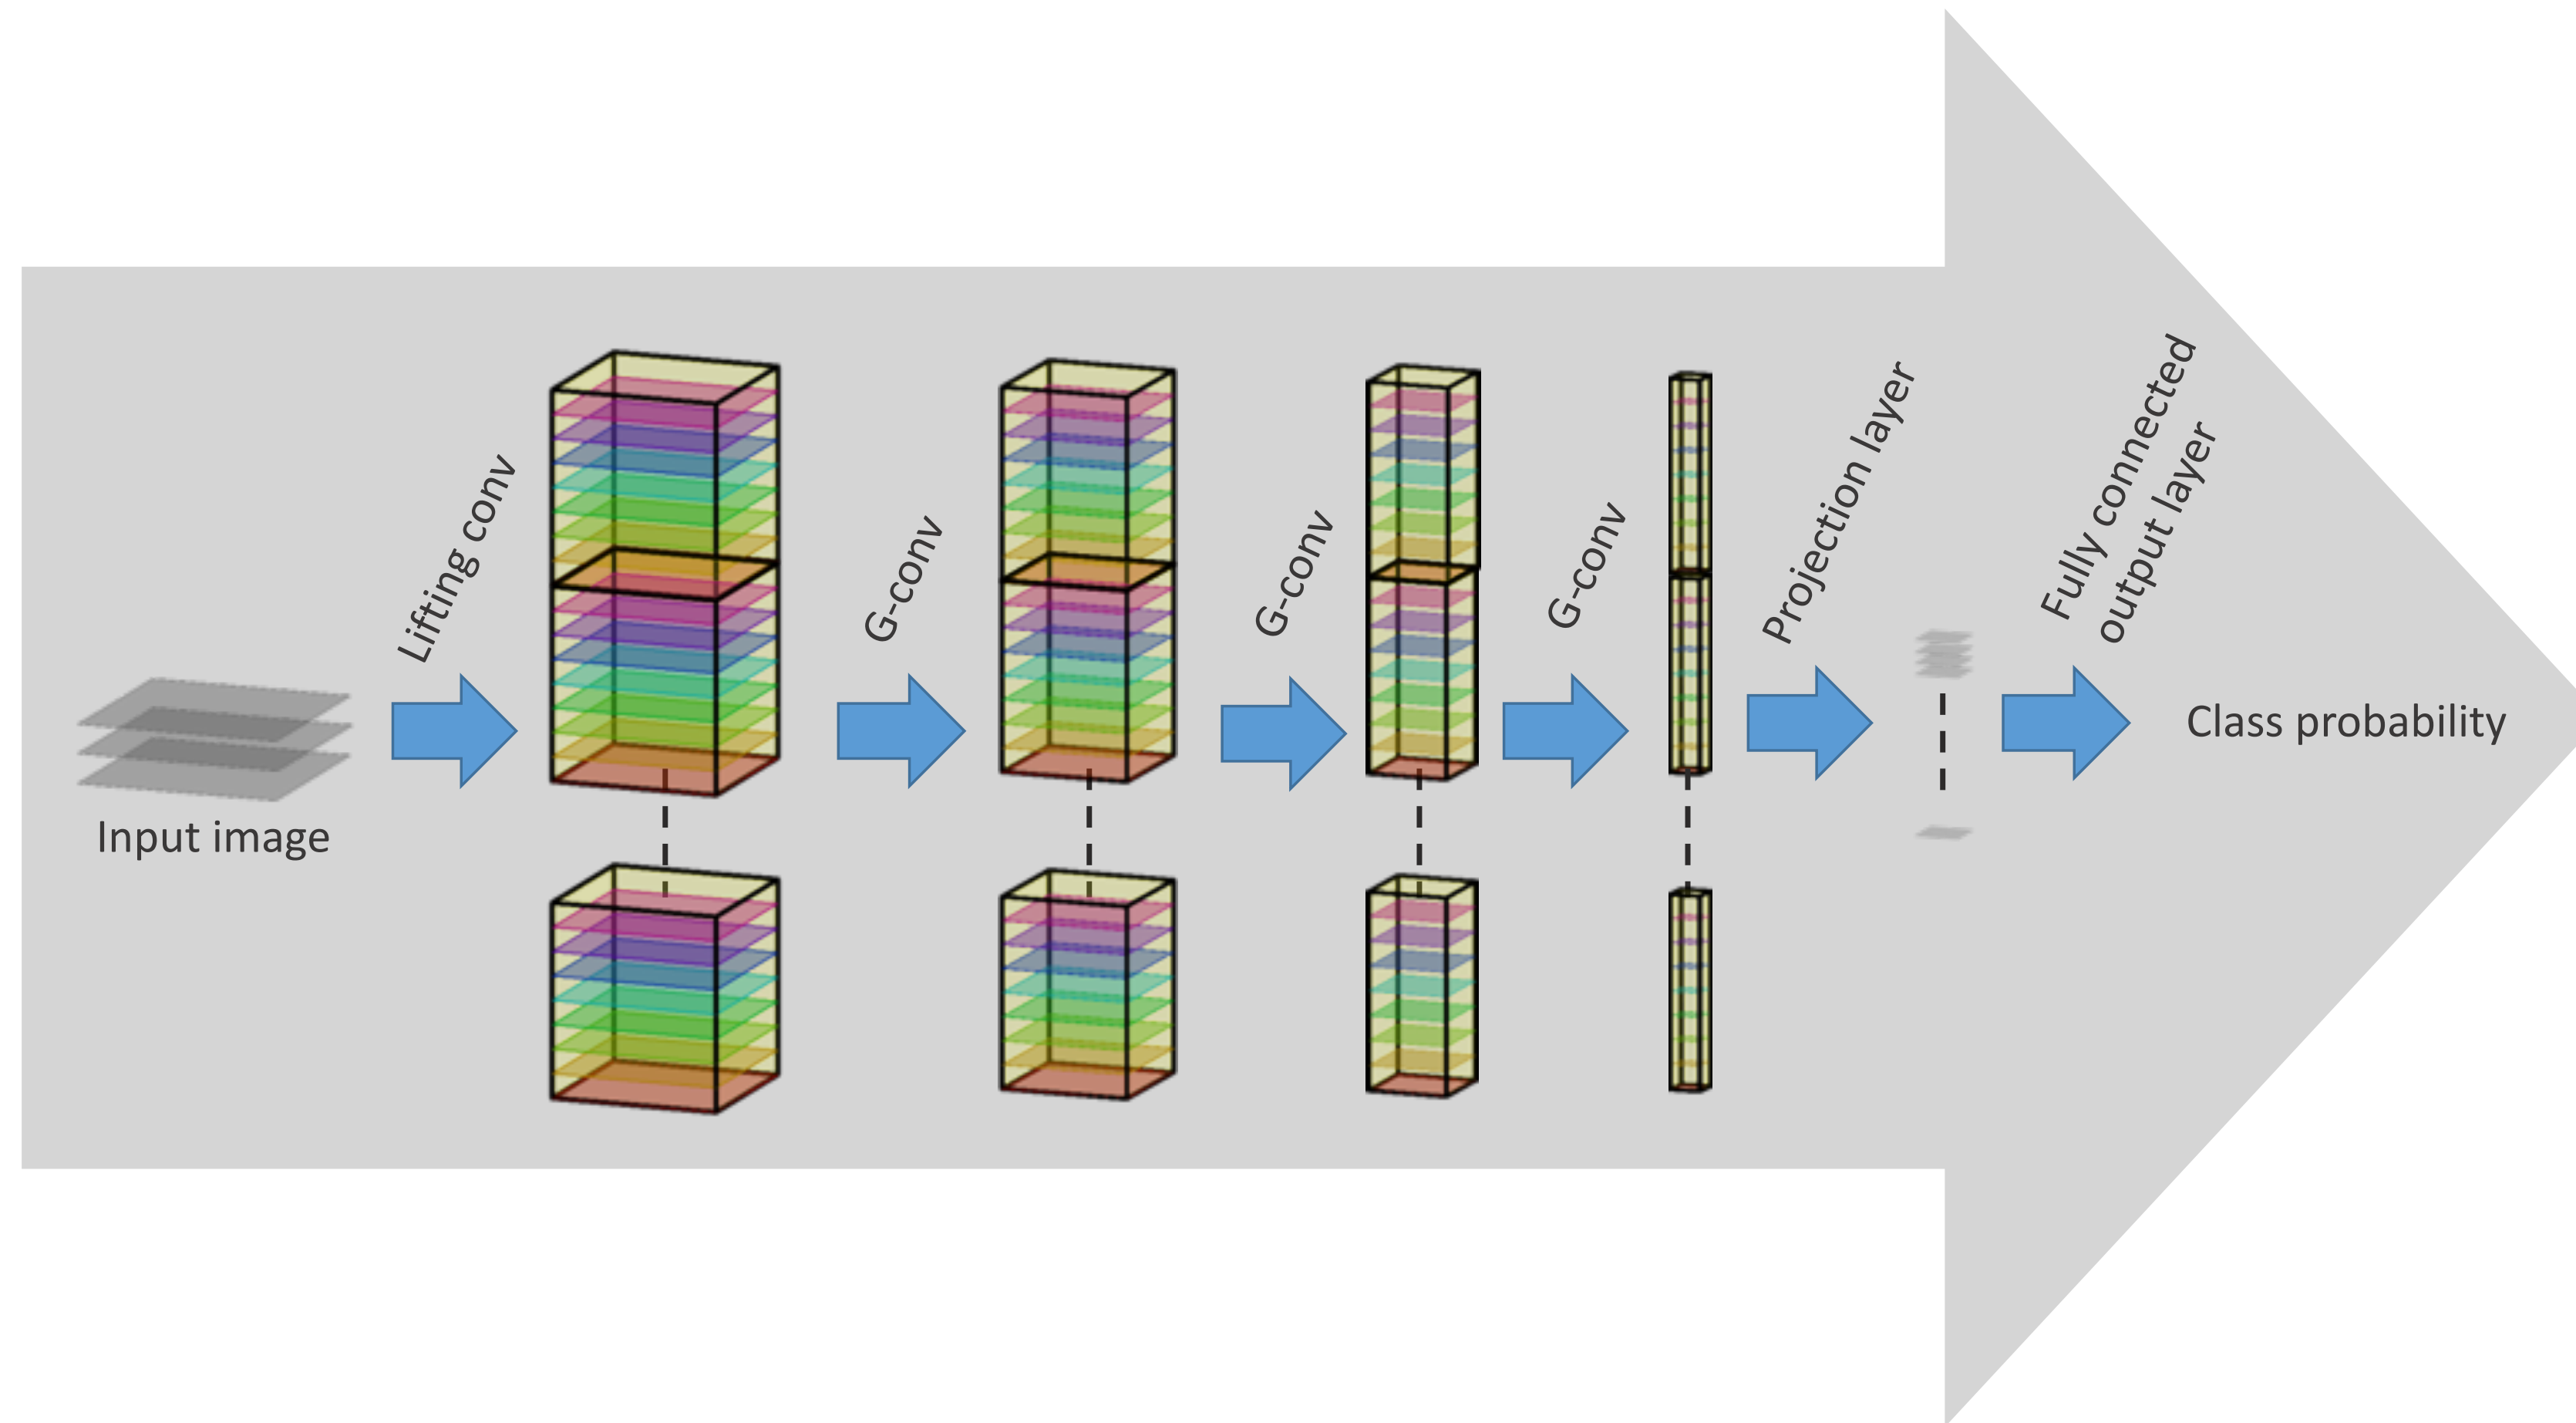 Input image
Lifting conv
G-conv
G-conv
G-conv
Projection layer
Fully connected
output layer
Class probability